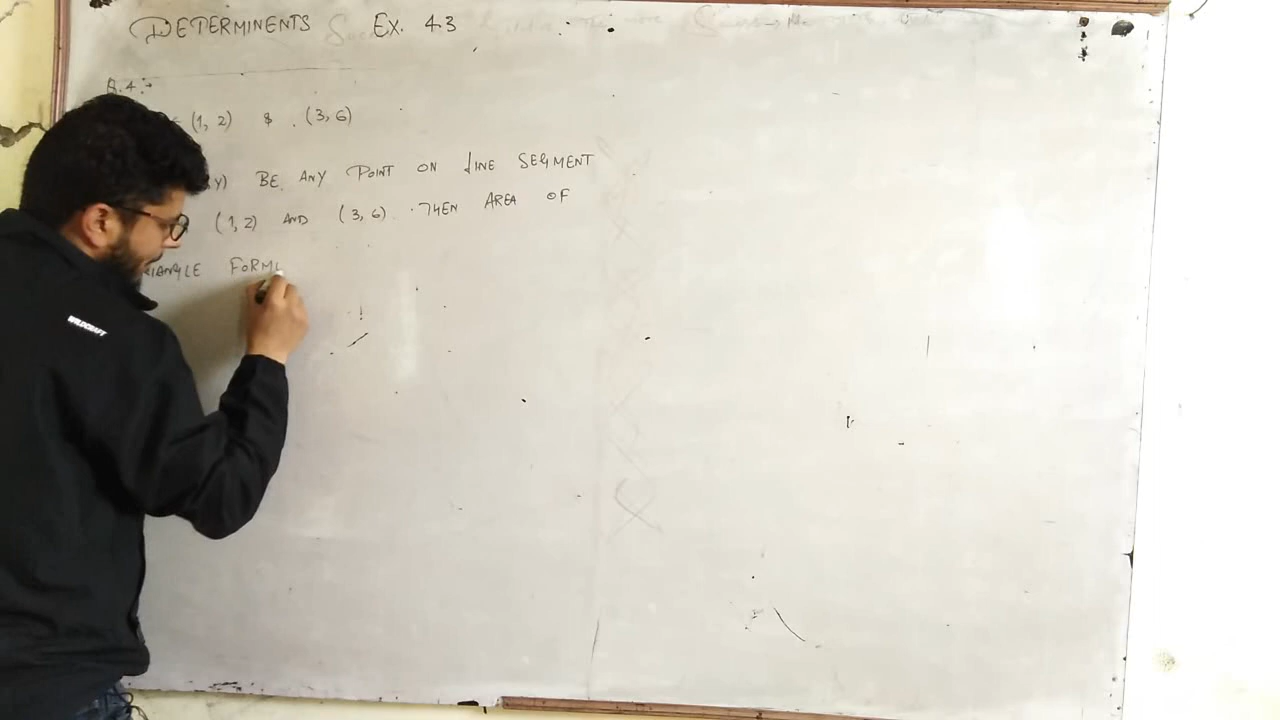 DETERMINENTS Ex. 4.3
Q.4:→
(1, 2) & (3, 6)
y) BE ANY POINT ON LINE SEGMENT
(1, 2) AND (3, 6). THEN AREA OF
RIANGLE FORM
WILDCRAFT